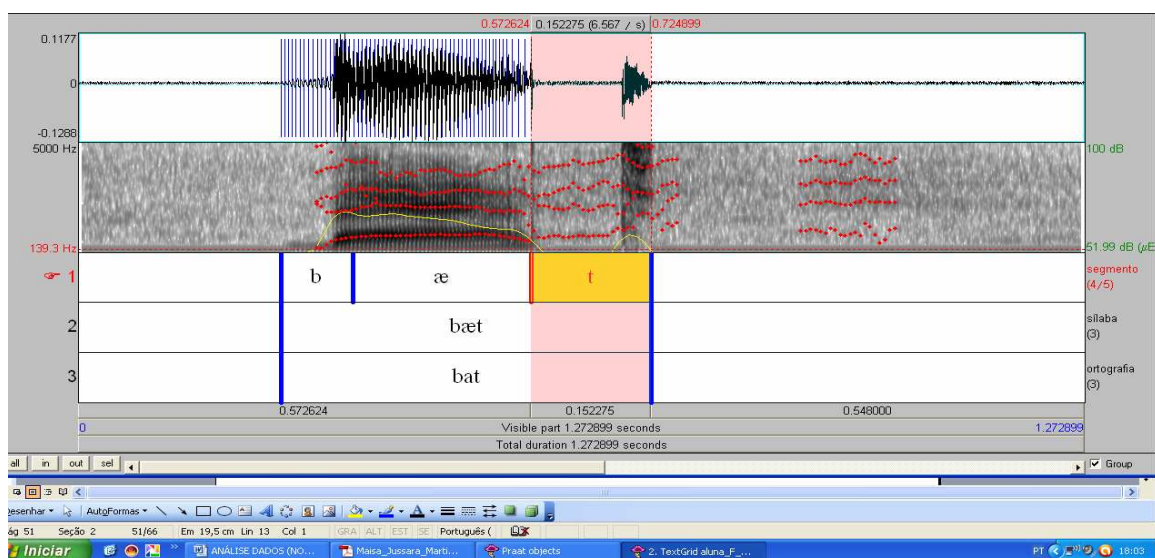 0.572624 0.152275 (6.567 / s) 0.724899
0.1177
0
-0.1288
5000 Hz 100 dB
139.3 Hz 51.99 dB (µE
1 b æ t segmento (4/5)
2 bæt sílaba (3)
3 bat ortografia (3)
0.572624 0.152275 0.548000
0 Visible part 1.272899 seconds 1.272899
Total duration 1.272899 seconds
all in out sel Group
esenhar AutoFormas
ág 51 Seção 2 51/66 Em 19,5 cm Lin 13 Col 1 GRA ALT EST SE Português (
Iniciar ANÁLISE DADOS (NO... Maisa_Jussara_Marti... Praat objects 2. TextGrid aluna_F_... PT 18:03